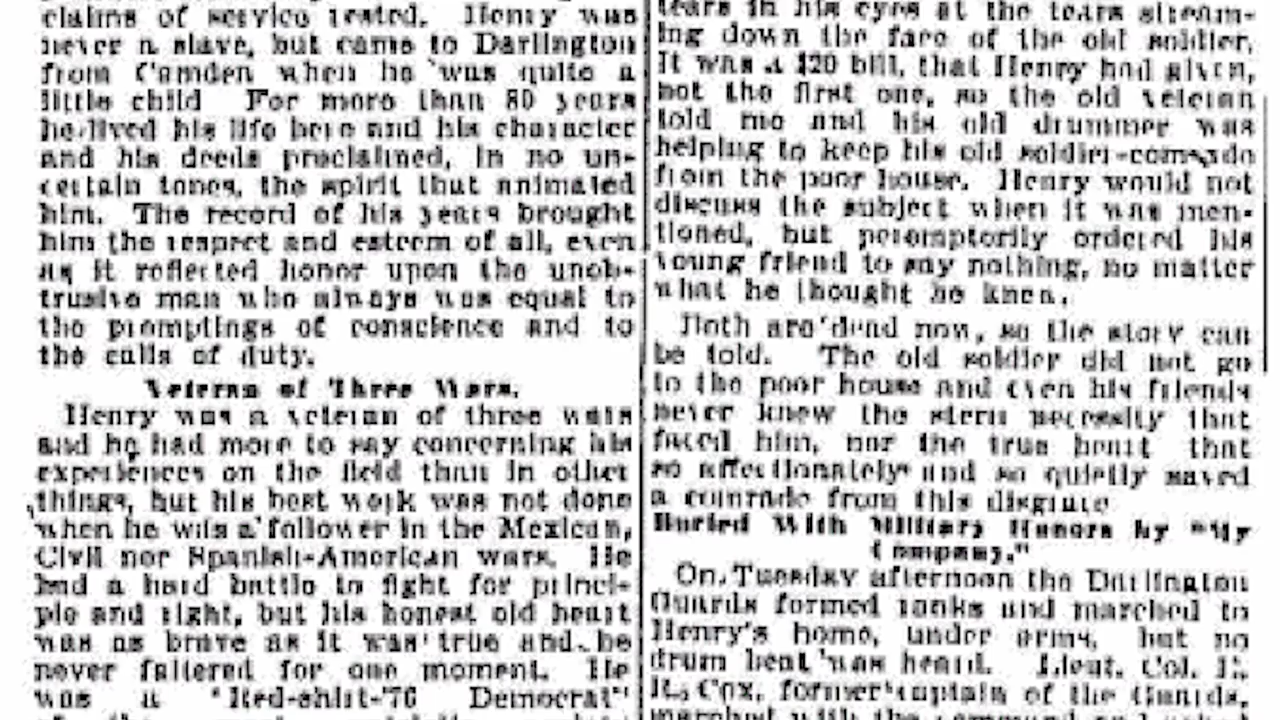 claims of service rested. Henry was
never a slave, but came to Darlington
from Camden when he was quite a
little child For more than 80 years
he lived his life here and his character
and his deeds proclaimed, in no un-
certain tones, the spirit that animated
him. The record of his years brought
him the respect and esteem of all, even
as it reflected honor upon the unob-
trusive man who always was equal to
the promptings of conscience and to
the calls of duty.
Veteran of Three Wars.
Henry was a veteran of three wars
and he had more to say concerning his
experiences on the field than in other
things, but his best work was not done
when he was a follower in the Mexican,
Civil nor Spanish-American wars. He
had a hard battle to fight for princi-
ple and right, but his honest old heart
was as brave as it was true and he
never faltered for one moment. He
was a "Red-shirt-'76 Democrat"
tears in his eyes at the tears stream-
ing down the face of the old soldier.
It was a $20 bill, that Henry had given,
not the first one, so the old veteran
told me and his old drummer was
helping to keep his old soldier-comrade
from the poor house. Henry would not
discuss the subject when it was men-
tioned, but peremptorily ordered his
young friend to say nothing, no matter
what he thought he knew.
Both are dead now, so the story can
be told. The old soldier did not go
to the poor house and even his friends
never knew the stern necessity that
faced him, nor the true heart that
so affectionately and so quietly saved
a comrade from this disgrace
Buried With Military Honors by "My
Company."
On Tuesday afternoon the Darlington
Guards formed ranks and marched to
Henry's home, under arms, but no
drum beat was heard. Lieut. Col. E.
R. Cox, former captain of the Guards,
marched with the command and